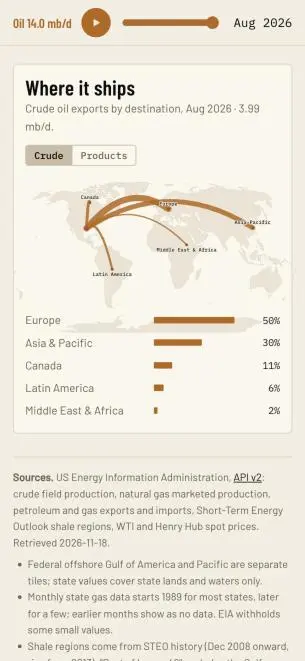 Oil 14.0 mb/d
Aug 2026
Where it ships
Crude oil exports by destination, Aug 2026 · 3.99
mb/d.
Crude
Products
Canada
Europe
Asia-Pacific
Middle East & Africa
Latin America
Europe 50%
Asia & Pacific 30%
Canada 11%
Latin America 6%
Middle East & Africa 2%
Sources. US Energy Information Administration, API v2:
crude field production, natural gas marketed production,
petroleum and gas exports and imports, Short-Term Energy
Outlook shale regions, WTI and Henry Hub spot prices.
Retrieved 2026-11-18.
• Federal offshore Gulf of America and Pacific are separate
tiles; state values cover state lands and waters only.
• Monthly state gas data starts 1989 for most states, later
for a few; earlier months show as no data. EIA withholds
some small values.
• Shale regions come from STEO history (Dec 2008 onward,